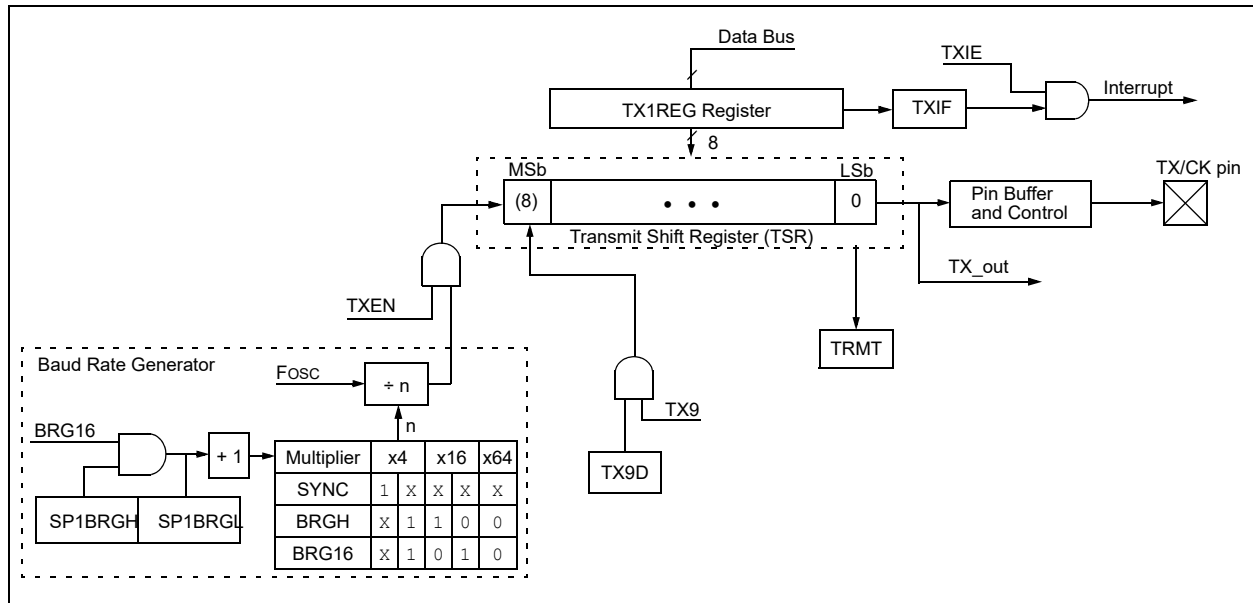 Data Bus
TXIE
Interrupt
TX1REG Register
TXIF
8
MSb
LSb
TX/CK pin
(8)
• • •
0
Pin Buffer
and Control
Transmit Shift Register (TSR)
TX_out
TXEN
TRMT
Baud Rate Generator
FOSC
÷ n
TX9
n
BRG16
+ 1
TX9D
Multiplier x4 x16 x64
SYNC 1 X X X X
BRGH X 1 1 0 0
BRG16 X 1 0 1 0
SP1BRGH SP1BRGL